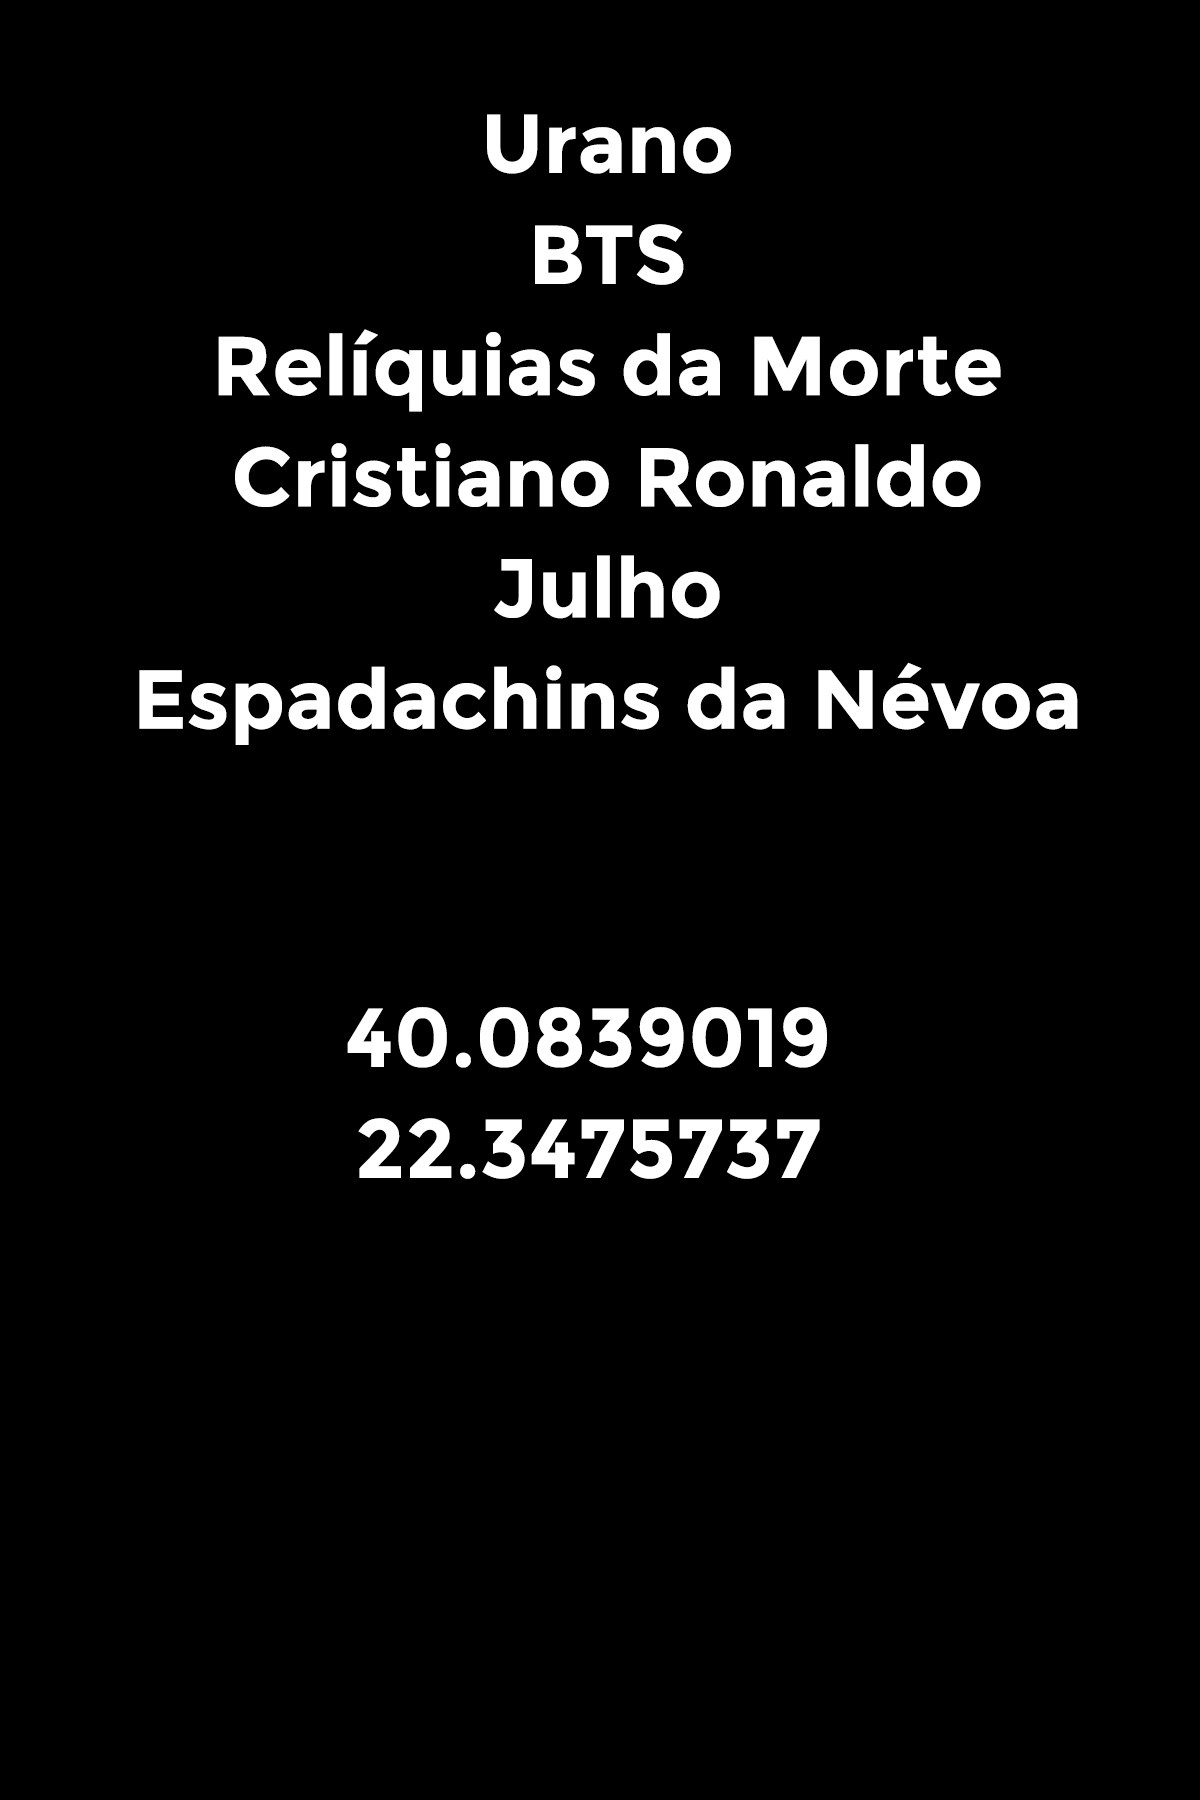 Urano
BTS
Relíquias da Morte
Cristiano Ronaldo
Julho
Espadachins da Névoa
40.0839019
22.3475737